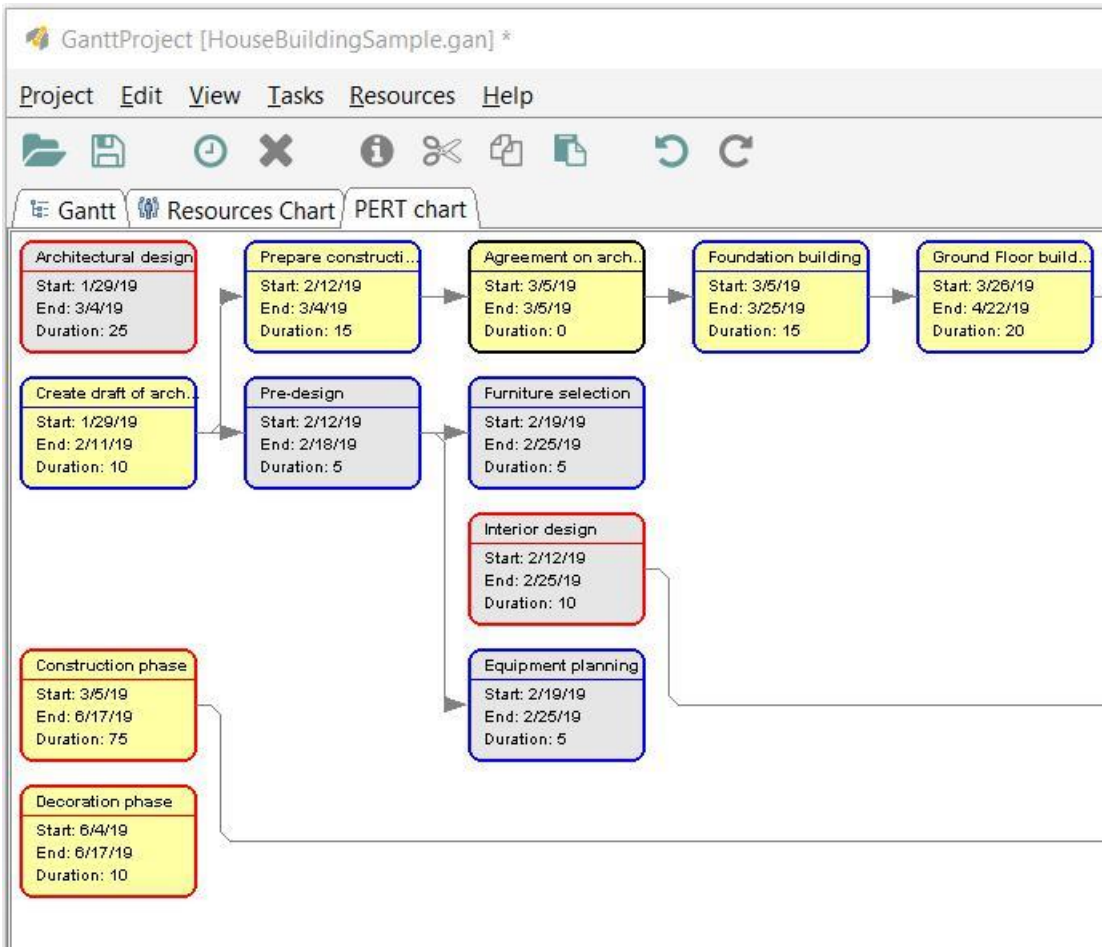 GanttProject [HouseBuildingSample.gan] *
Project Edit View Tasks Resources Help
Gantt Resources Chart PERT chart
Architectural design
Start: 1/29/19
End: 3/4/19
Duration: 25
Prepare constructi...
Start: 2/12/19
End: 3/4/19
Duration: 15
Agreement on arch...
Start: 3/5/19
End: 3/5/19
Duration: 0
Foundation building
Start: 3/5/19
End: 3/25/19
Duration: 15
Ground Floor build...
Start: 3/26/19
End: 4/22/19
Duration: 20
Create draft of arch...
Start: 1/29/19
End: 2/11/19
Duration: 10
Pre-design
Start: 2/12/19
End: 2/18/19
Duration: 5
Furniture selection
Start: 2/19/19
End: 2/25/19
Duration: 5
Interior design
Start: 2/12/19
End: 2/25/19
Duration: 10
Construction phase
Start: 3/5/19
End: 6/17/19
Duration: 75
Equipment planning
Start: 2/19/19
End: 2/25/19
Duration: 5
Decoration phase
Start: 6/4/19
End: 6/17/19
Duration: 10